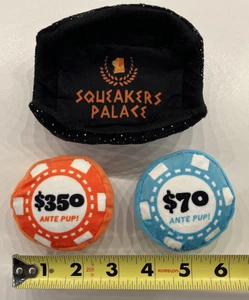 SQUEAKERS
PALACE
$350
ANTE PUP!
$70
ANTE PUP!
1 2 3 4 5 6